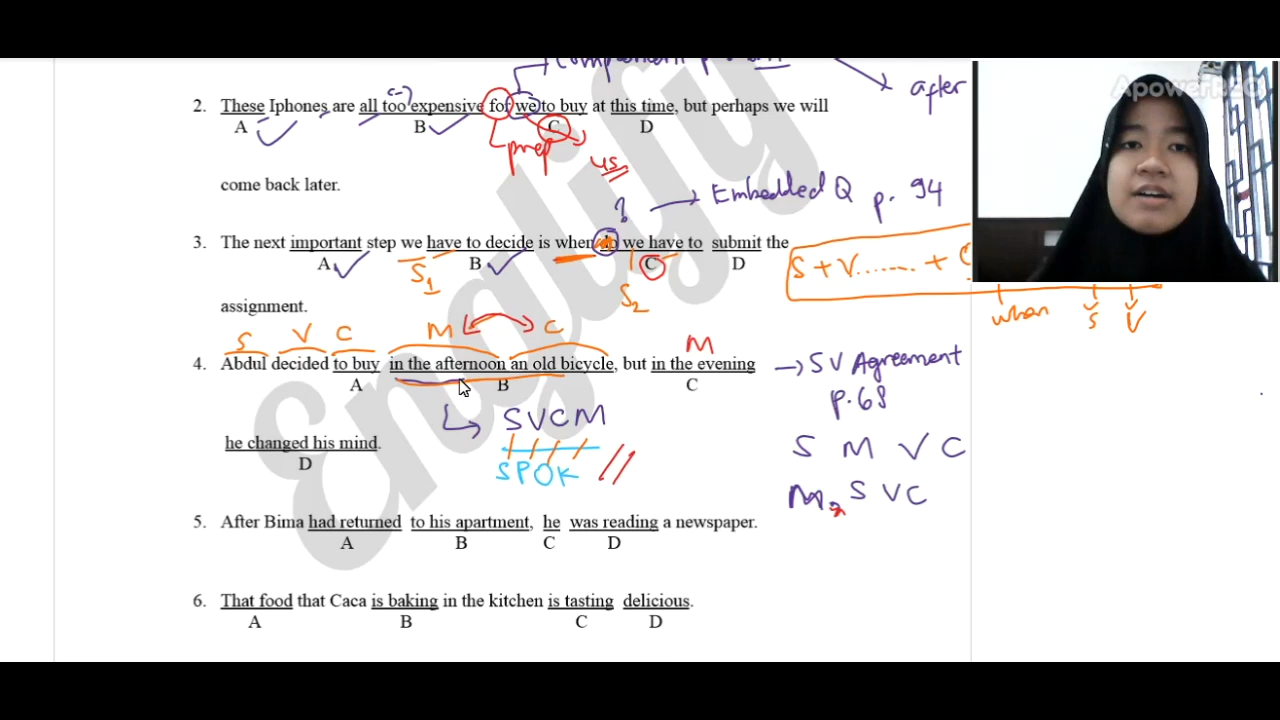 after
2. These Iphones are all too expensive for we to buy at this time, but perhaps we will
A B C D
prep
us
come back later.
? → Embedded Q p. 94
3. The next important step we have to decide is when do we have to submit the
A B C D
S1
S2
S + V ....... + C
when S V
assignment.
S V C M C M
4. Abdul decided to buy in the afternoon an old bicycle, but in the evening
A B C
→ SV Agreement
p. 68
SVCM
SPOK //
S M V C
he changed his mind.
D
M, S V C
5. After Bima had returned to his apartment, he was reading a newspaper.
A B C D
6. That food that Caca is baking in the kitchen is tasting delicious.
A B C D
Englify